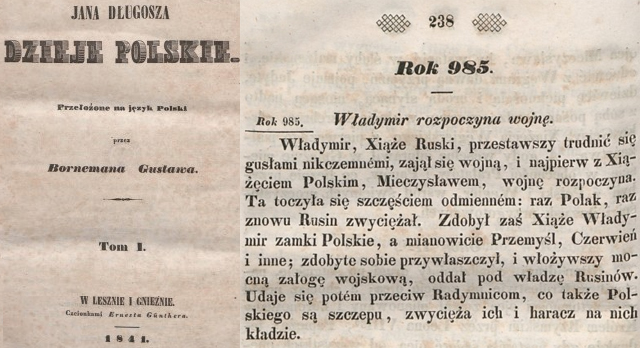 JANA DŁUGOSZA
DZIEJE POLSKIE.
Przełożone na język Polski
przez
Bornemana Gustawa.
Tom I.
W LESZNIE I GNIEŹNIE.
Czcionkami Ernesta Günthera.
1841.
238
Rok 985.
Rok 985. Władymir rozpoczyna wojnę.
Władymir, Xiąże Ruski, przestawszy trudnić się
gusłami nikczemnémi, zajął się wojną, i najpierw z Xią-
żęciem Polskim, Mieczysławem, wojnę rozpoczyna.
Ta toczyła się szczęściem odmienném: raz Polak, raz
znowu Rusin zwyciężał. Zdobył zaś Xiąże Włady-
mir zamki Polskie, a mianowicie Przemyśl, Czerwień
i inne; zdobyte sobie przywłaszczył, i włożywszy mo-
cną załogę wojskową, oddał pod władzę Rusinów.
Udaje się potém przeciw Radymnicom, co także Pol-
skiego są szczepu, zwycięża ich i haracz na nich
kładzie.